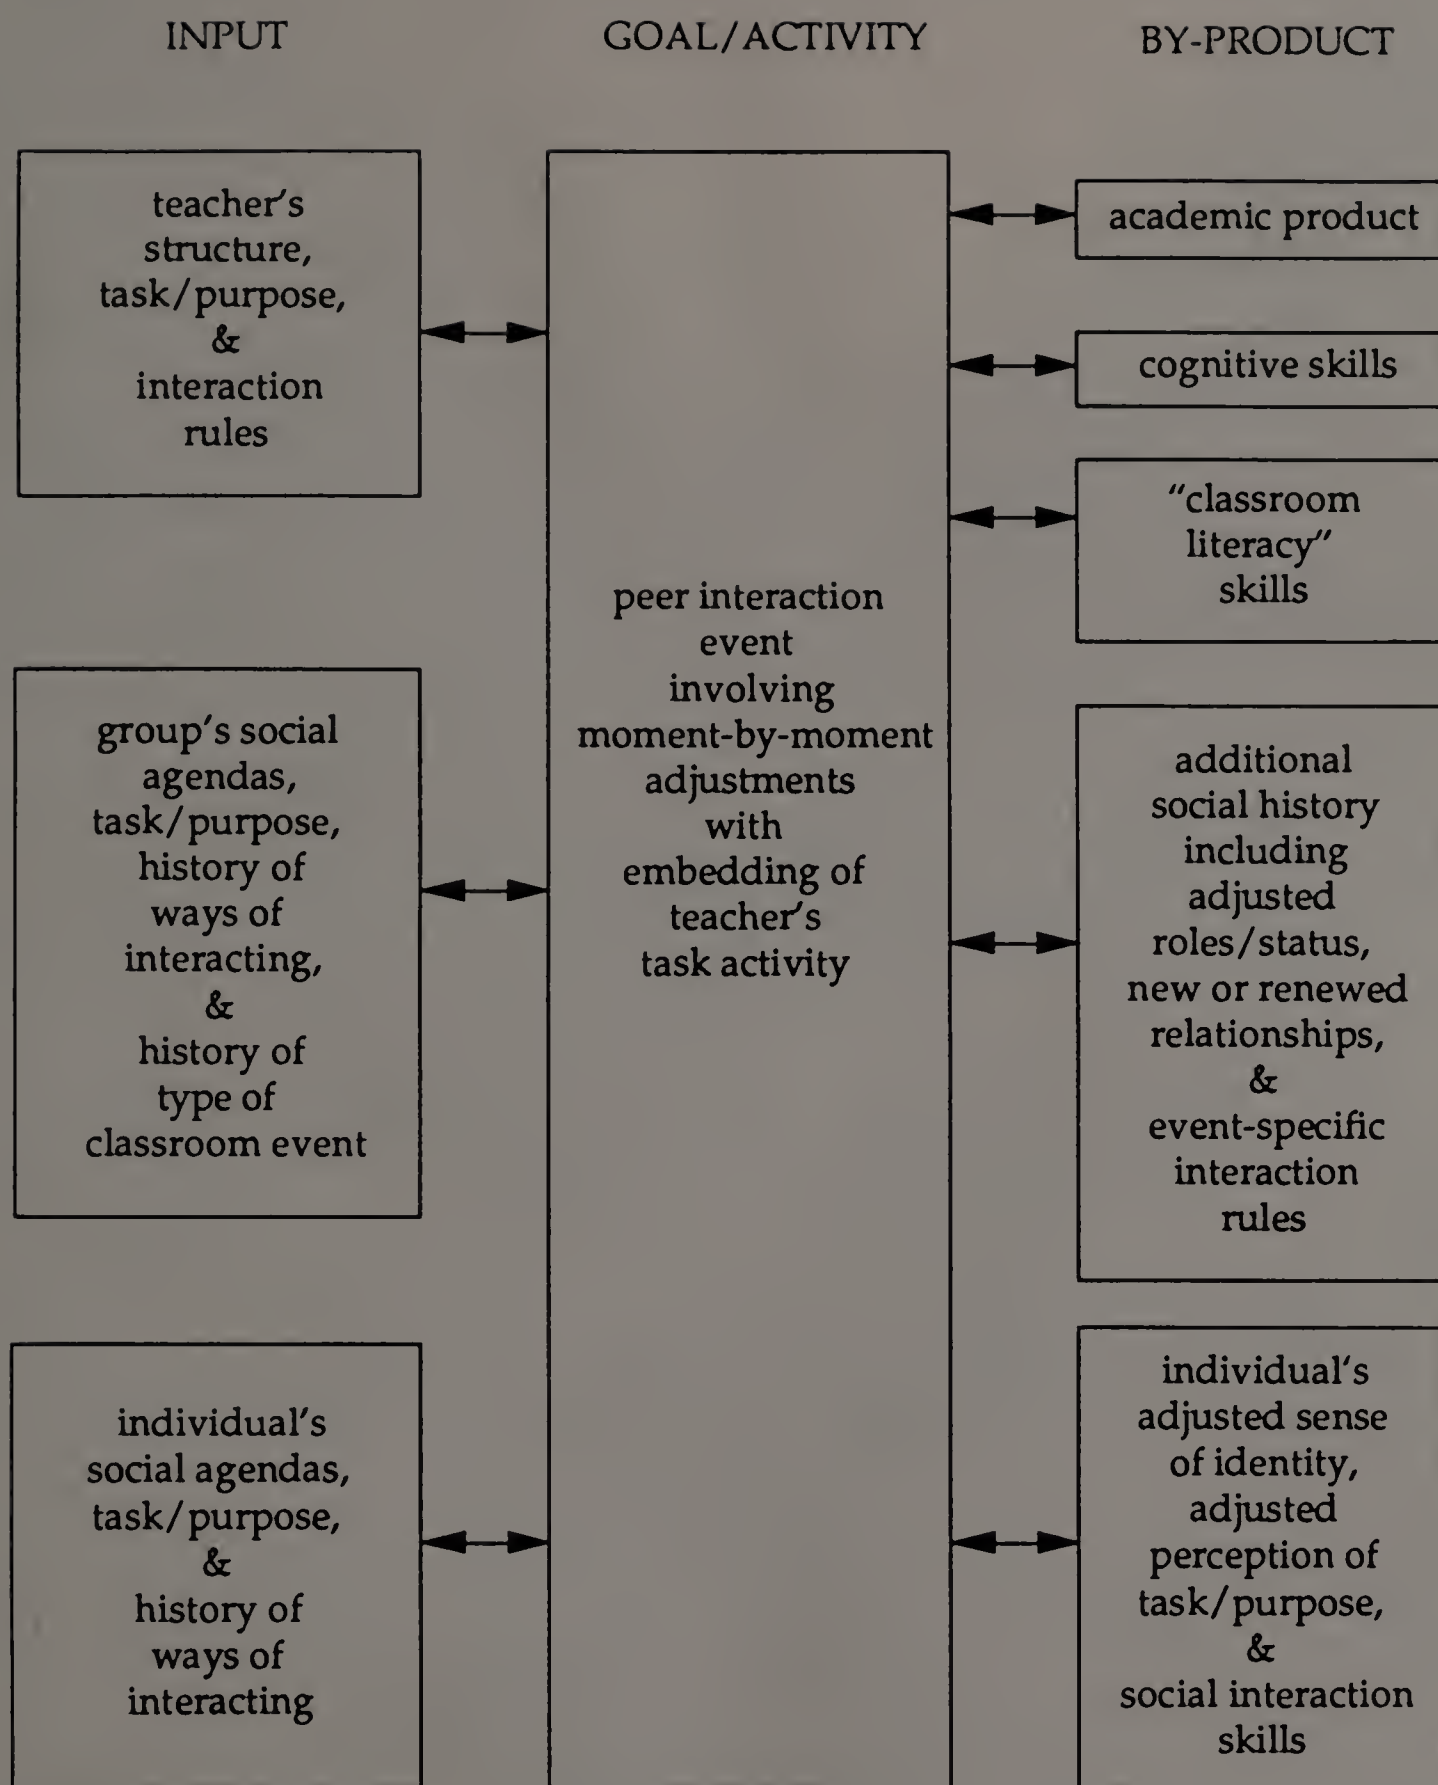 INPUT
GOAL/ACTIVITY
BY-PRODUCT
teacher's
structure,
task/purpose,
&
interaction
rules
group's social
agendas,
task/purpose,
history of
ways of
interacting,
&
history of
type of
classroom event
individual's
social agendas,
task/purpose,
&
history of
ways of
interacting
peer interaction
event
involving
moment-by-moment
adjustments
with
embedding of
teacher's
task activity
academic product
cognitive skills
"classroom
literacy"
skills
additional
social history
including
adjusted
roles/status,
new or renewed
relationships,
&
event-specific
interaction
rules
individual's
adjusted sense
of identity,
adjusted
perception of
task/purpose,
&
social interaction
skills